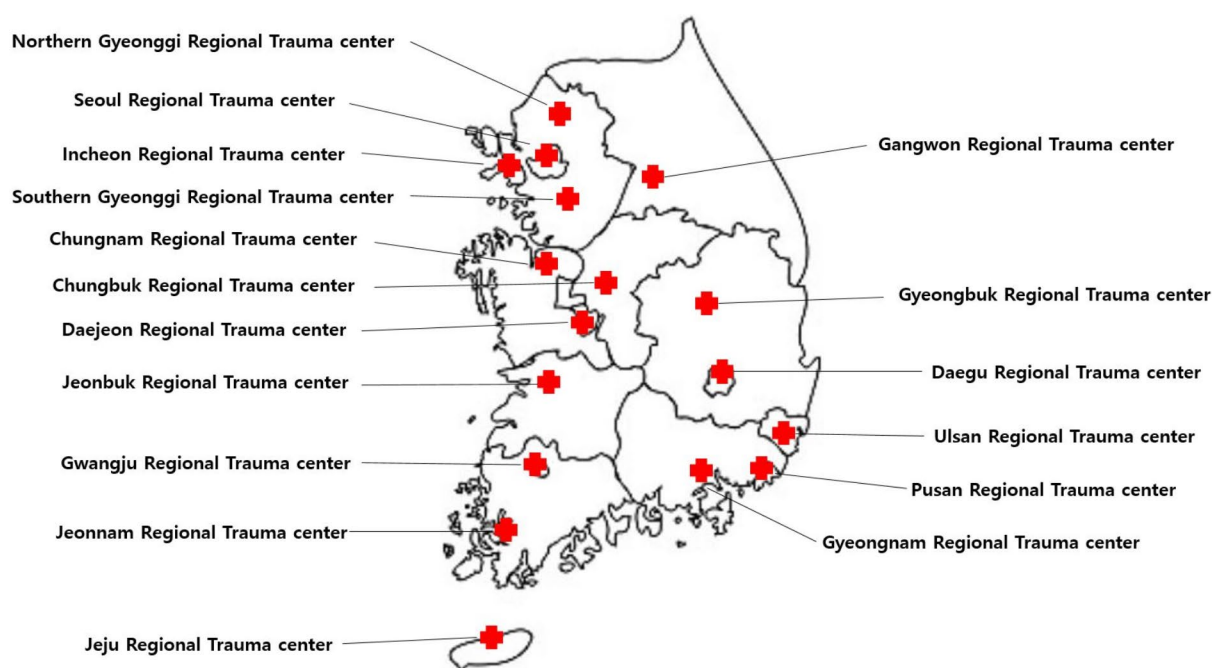 Northern Gyeonggi Regional Trauma center
Seoul Regional Trauma center
Incheon Regional Trauma center
Southern Gyeonggi Regional Trauma center
Chungnam Regional Trauma center
Chungbuk Regional Trauma center
Daejeon Regional Trauma center
Jeonbuk Regional Trauma center
Gwangju Regional Trauma center
Jeonnam Regional Trauma center
Jeju Regional Trauma center
Gangwon Regional Trauma center
Gyeongbuk Regional Trauma center
Daegu Regional Trauma center
Ulsan Regional Trauma center
Pusan Regional Trauma center
Gyeongnam Regional Trauma center